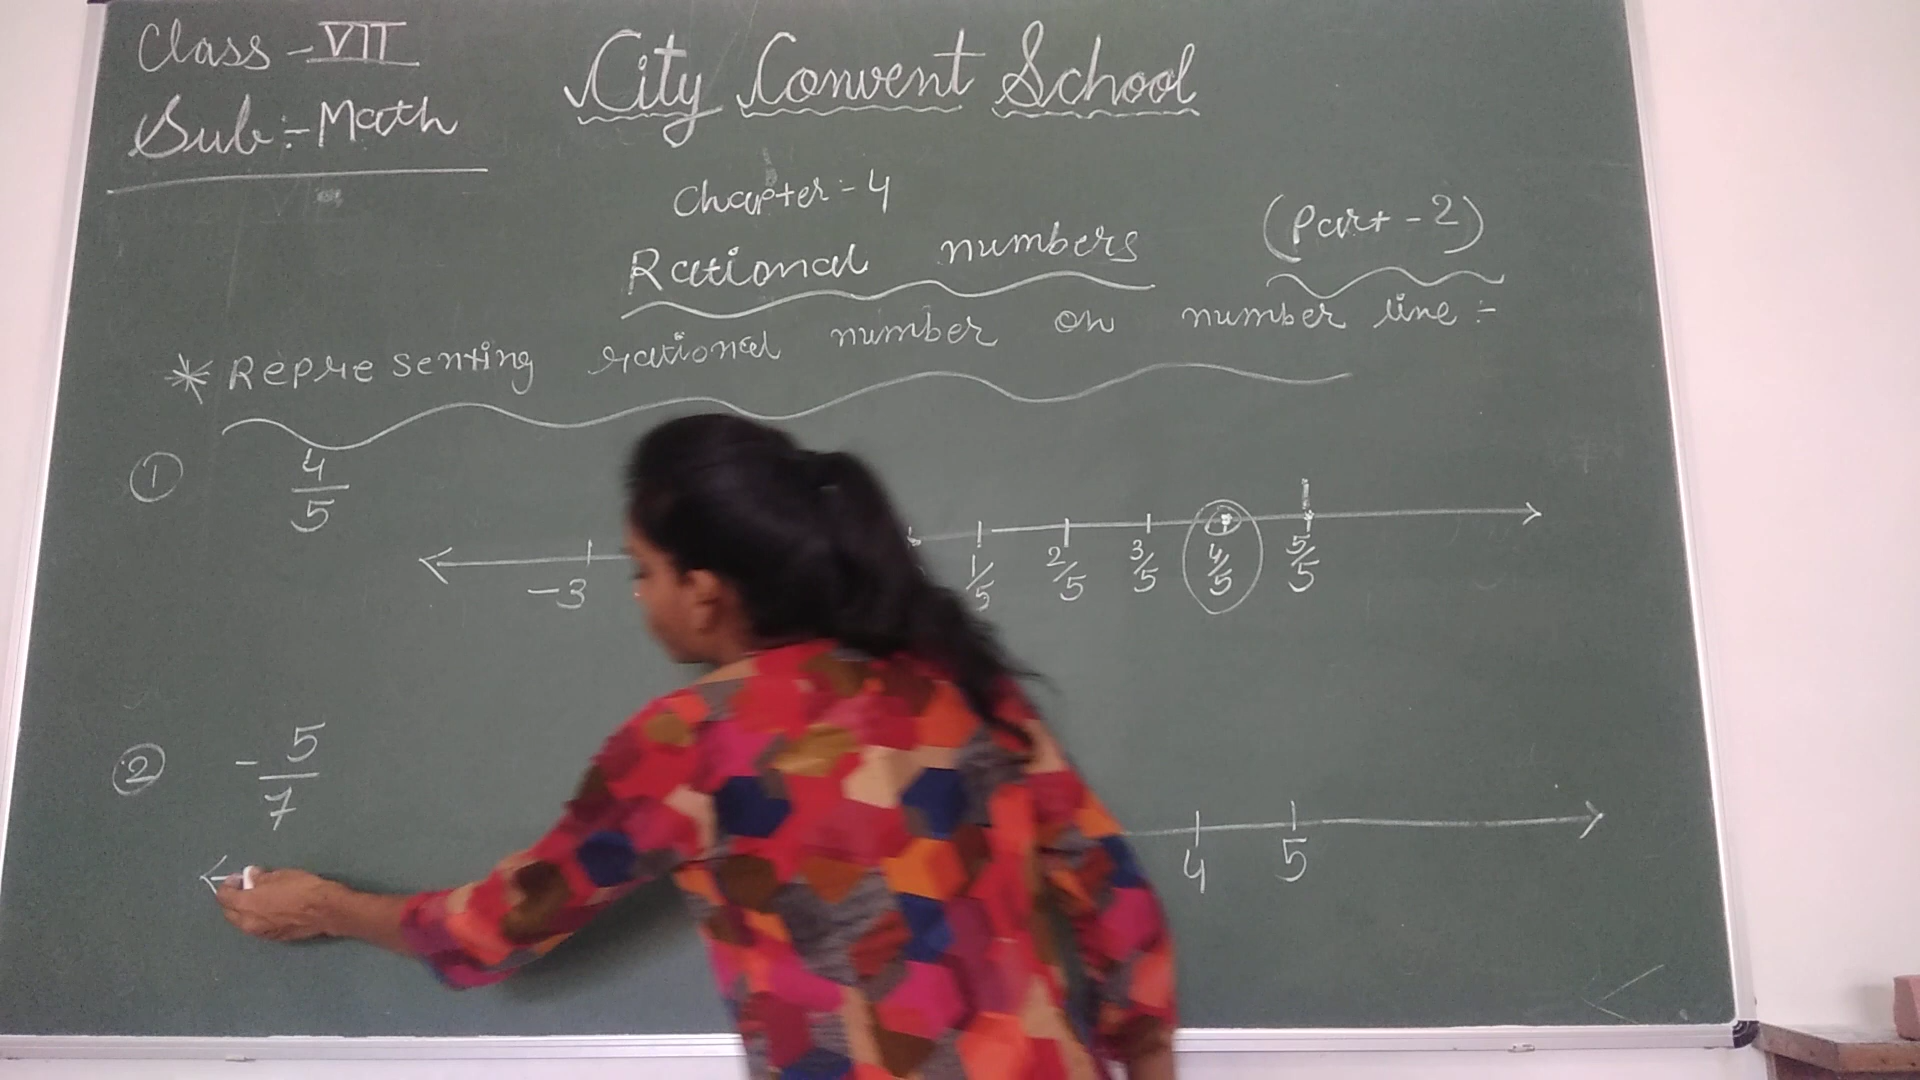 Class - VII
Sub:- Math
City Convent School
Chapter:- 4
Rational numbers
(Part - 2)
* Representing rational number on number line :-
① 4/5
-3 1/5 2/5 3/5 4/5 5/5
1
② -5/7
4 5